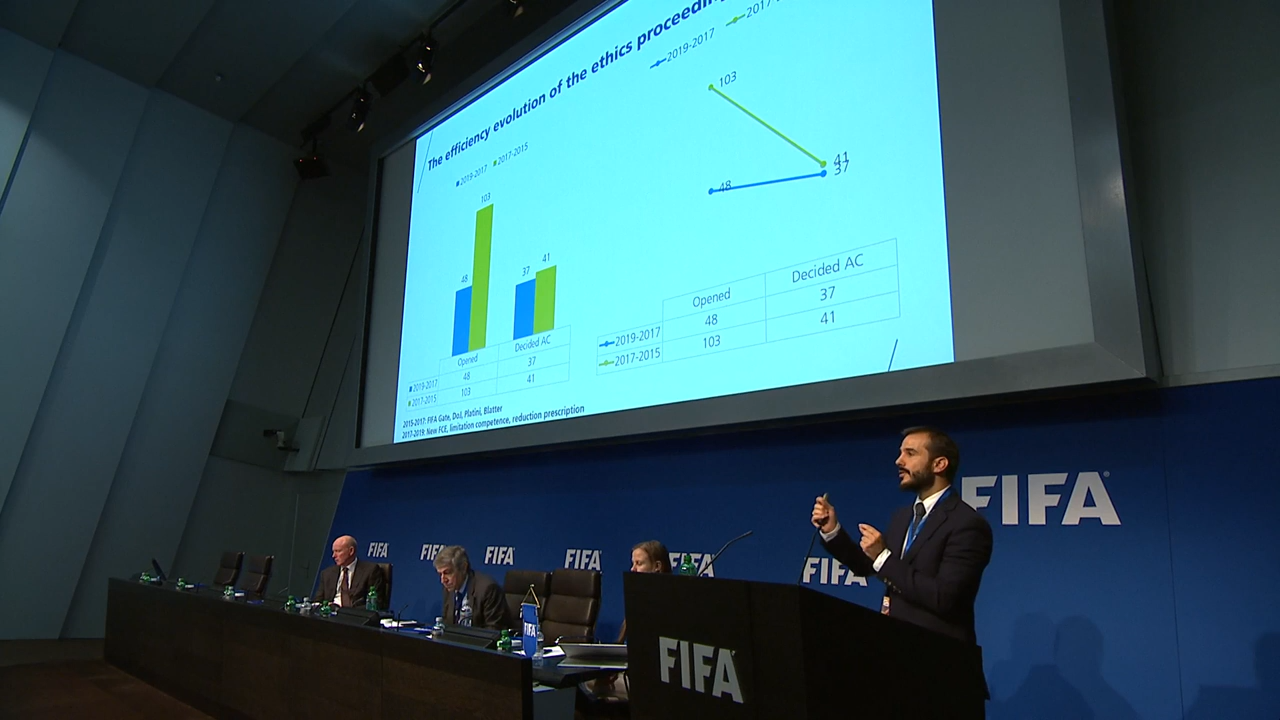 The efficiency evolution of the ethics
2019-2017 2017-2015
103
48
37
41
Opened Decided AC
2019-2017 48 37
2017-2015 103 41
2019-2017
103
41
37
48
Opened Decided AC
2019-2017 48 37
2017-2015 103 41
2015-2017: FIFA Gate, DoJ, Platini, Blatter
2017-2019: New FCE, limitation competence, reduction prescription
FIFA
FIFA
FIFA
FIFA
FIFA
FIFA
FIFA
FIFA
FIFA